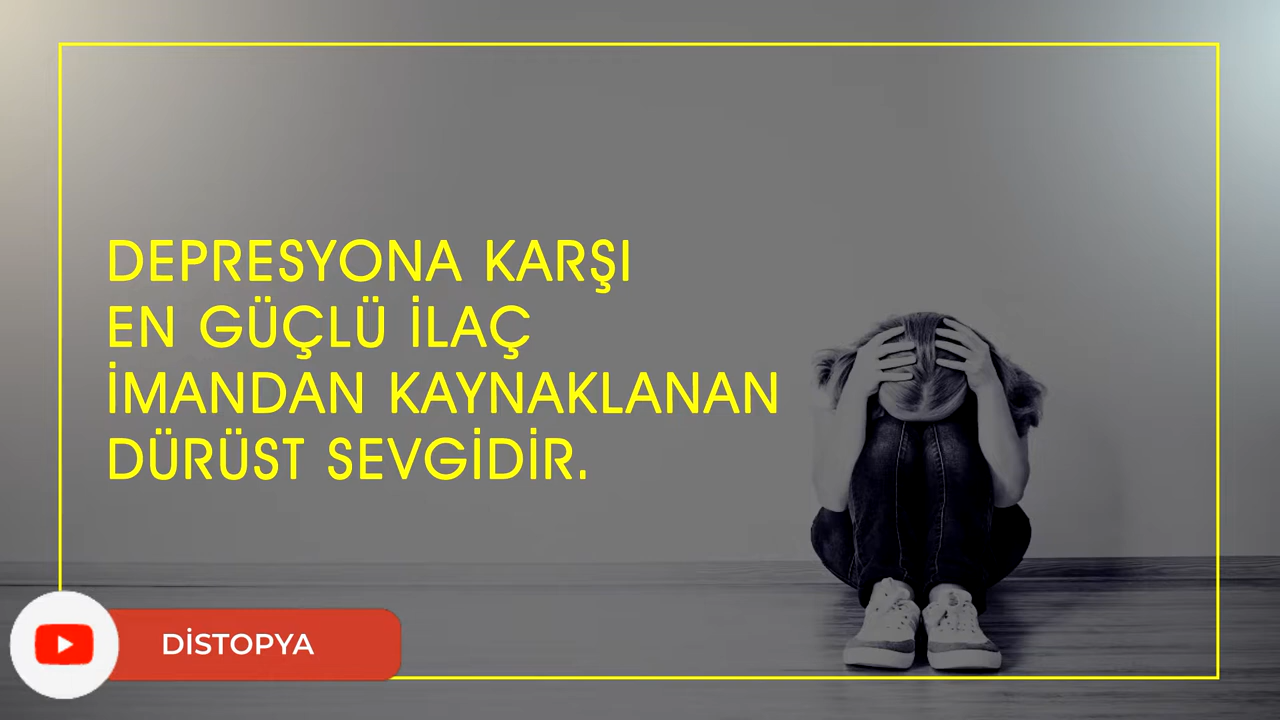 DEPRESYONA KARŞI
EN GÜÇLÜ İLAÇ
İMANDAN KAYNAKLANAN
DÜRÜST SEVGİDİR.
DİSTOPYA